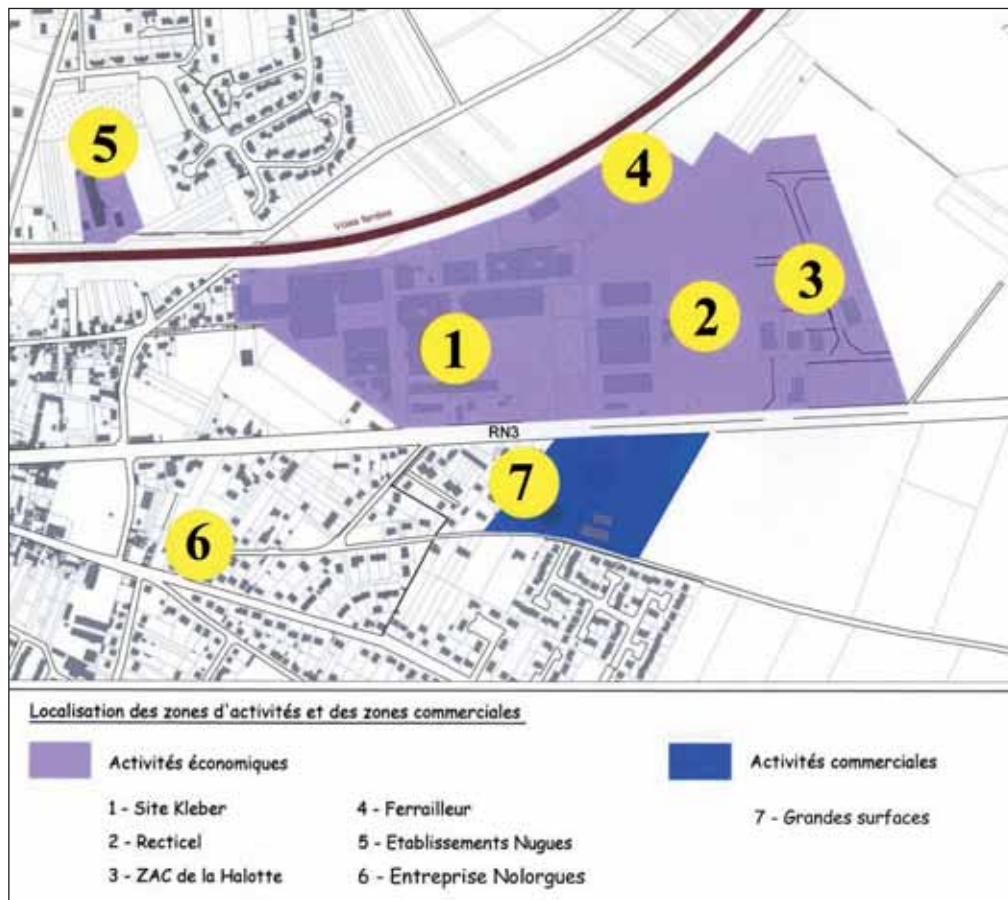 5
4
Voies ferrées
3
2
1
RN3
7
6
Localisation des zones d'activités et des zones commerciales
Activités économiques
Activités commerciales
1 - Site Kleber
4 - Ferrailleur
7 - Grandes surfaces
2 - Recticel
5 - Etablissements Nugues
3 - ZAC de la Halotte
6 - Entreprise Nolorgues